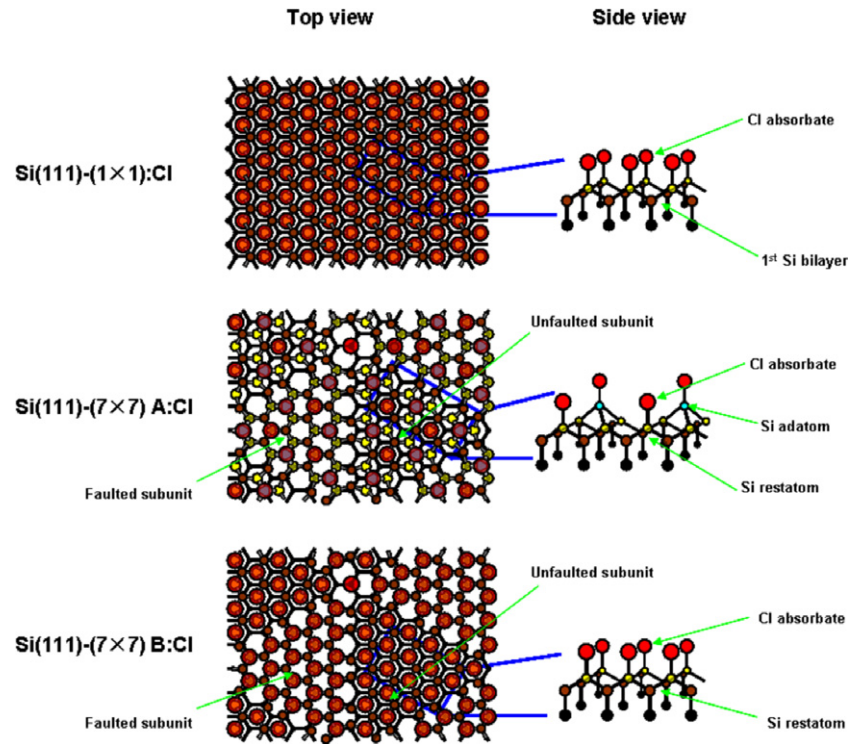 Top view
Side view
Si(111)-(1×1):Cl
Cl absorbate
1st Si bilayer
Si(111)-(7×7) A:Cl
Unfaulted subunit
Faulted subunit
Cl absorbate
Si adatom
Si restatom
Si(111)-(7×7) B:Cl
Unfaulted subunit
Faulted subunit
Cl absorbate
Si restatom